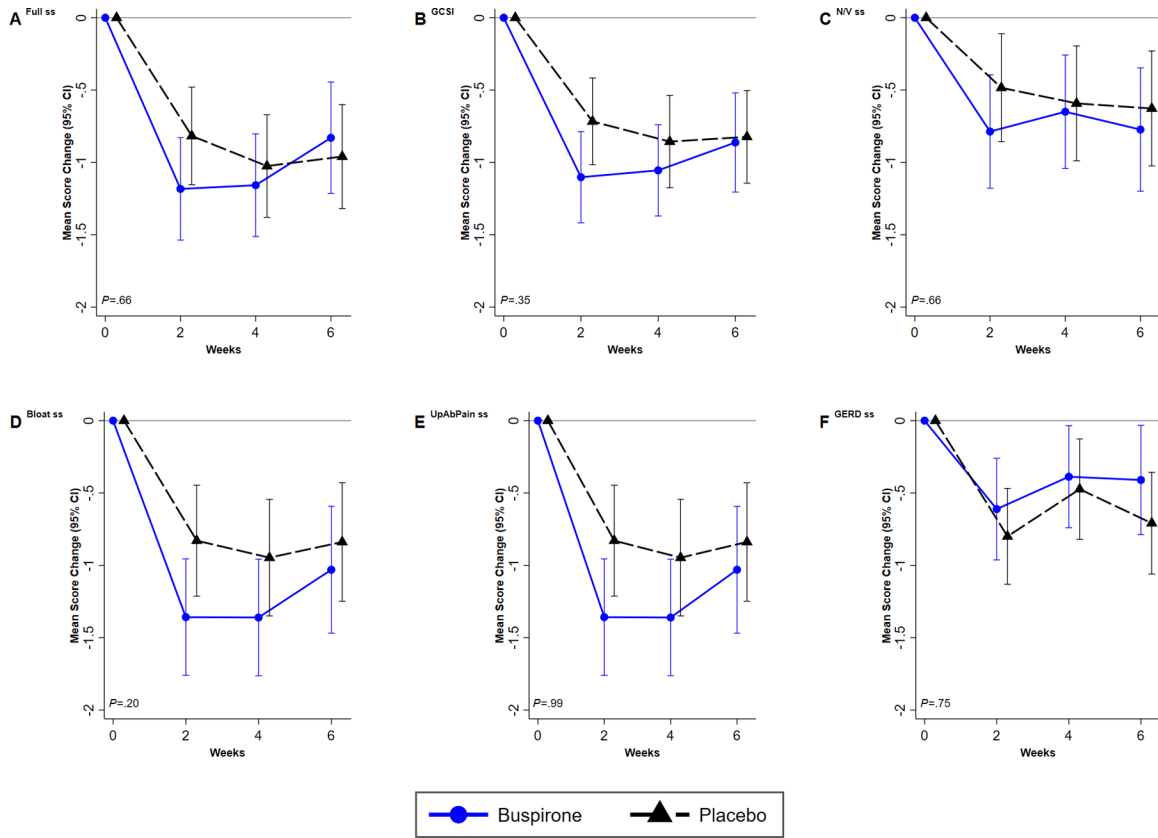 A Full ss
Mean Score Change (95% CI)
0
-.5
-1
-1.5
-2
P=.66
0 2 4 6
Weeks
B GCSI
Mean Score Change (95% CI)
0
-.5
-1
-1.5
-2
P=.35
0 2 4 6
Weeks
C N/V ss
Mean Score Change (95% CI)
0
-.5
-1
-1.5
-2
P=.66
0 2 4 6
Weeks
D Bloat ss
Mean Score Change (95% CI)
0
-.5
-1
-1.5
-2
P=.20
0 2 4 6
Weeks
E UpAbPain ss
Mean Score Change (95% CI)
0
-.5
-1
-1.5
-2
P=.99
0 2 4 6
Weeks
F GERD ss
Mean Score Change (95% CI)
0
-.5
-1
-1.5
-2
P=.75
0 2 4 6
Weeks
Buspirone Placebo